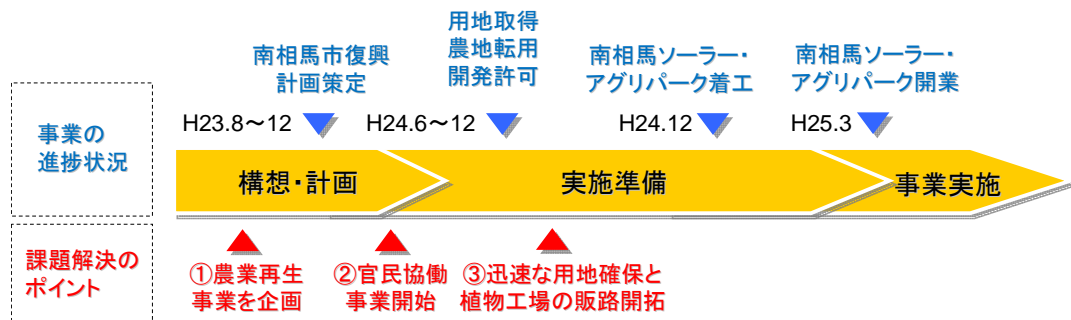 南相馬市復興
計画策定
用地取得
農地転用
開発許可
南相馬ソーラー・
アグリパーク着工
南相馬ソーラー・
アグリパーク開業
事業の
進捗状況
H23.8～12
H24.6～12
H24.12
H25.3
構想・計画
実施準備
事業実施
課題解決の
ポイント
①農業再生
事業を企画
②官民協働
事業開始
③迅速な用地確保と
植物工場の販路開拓